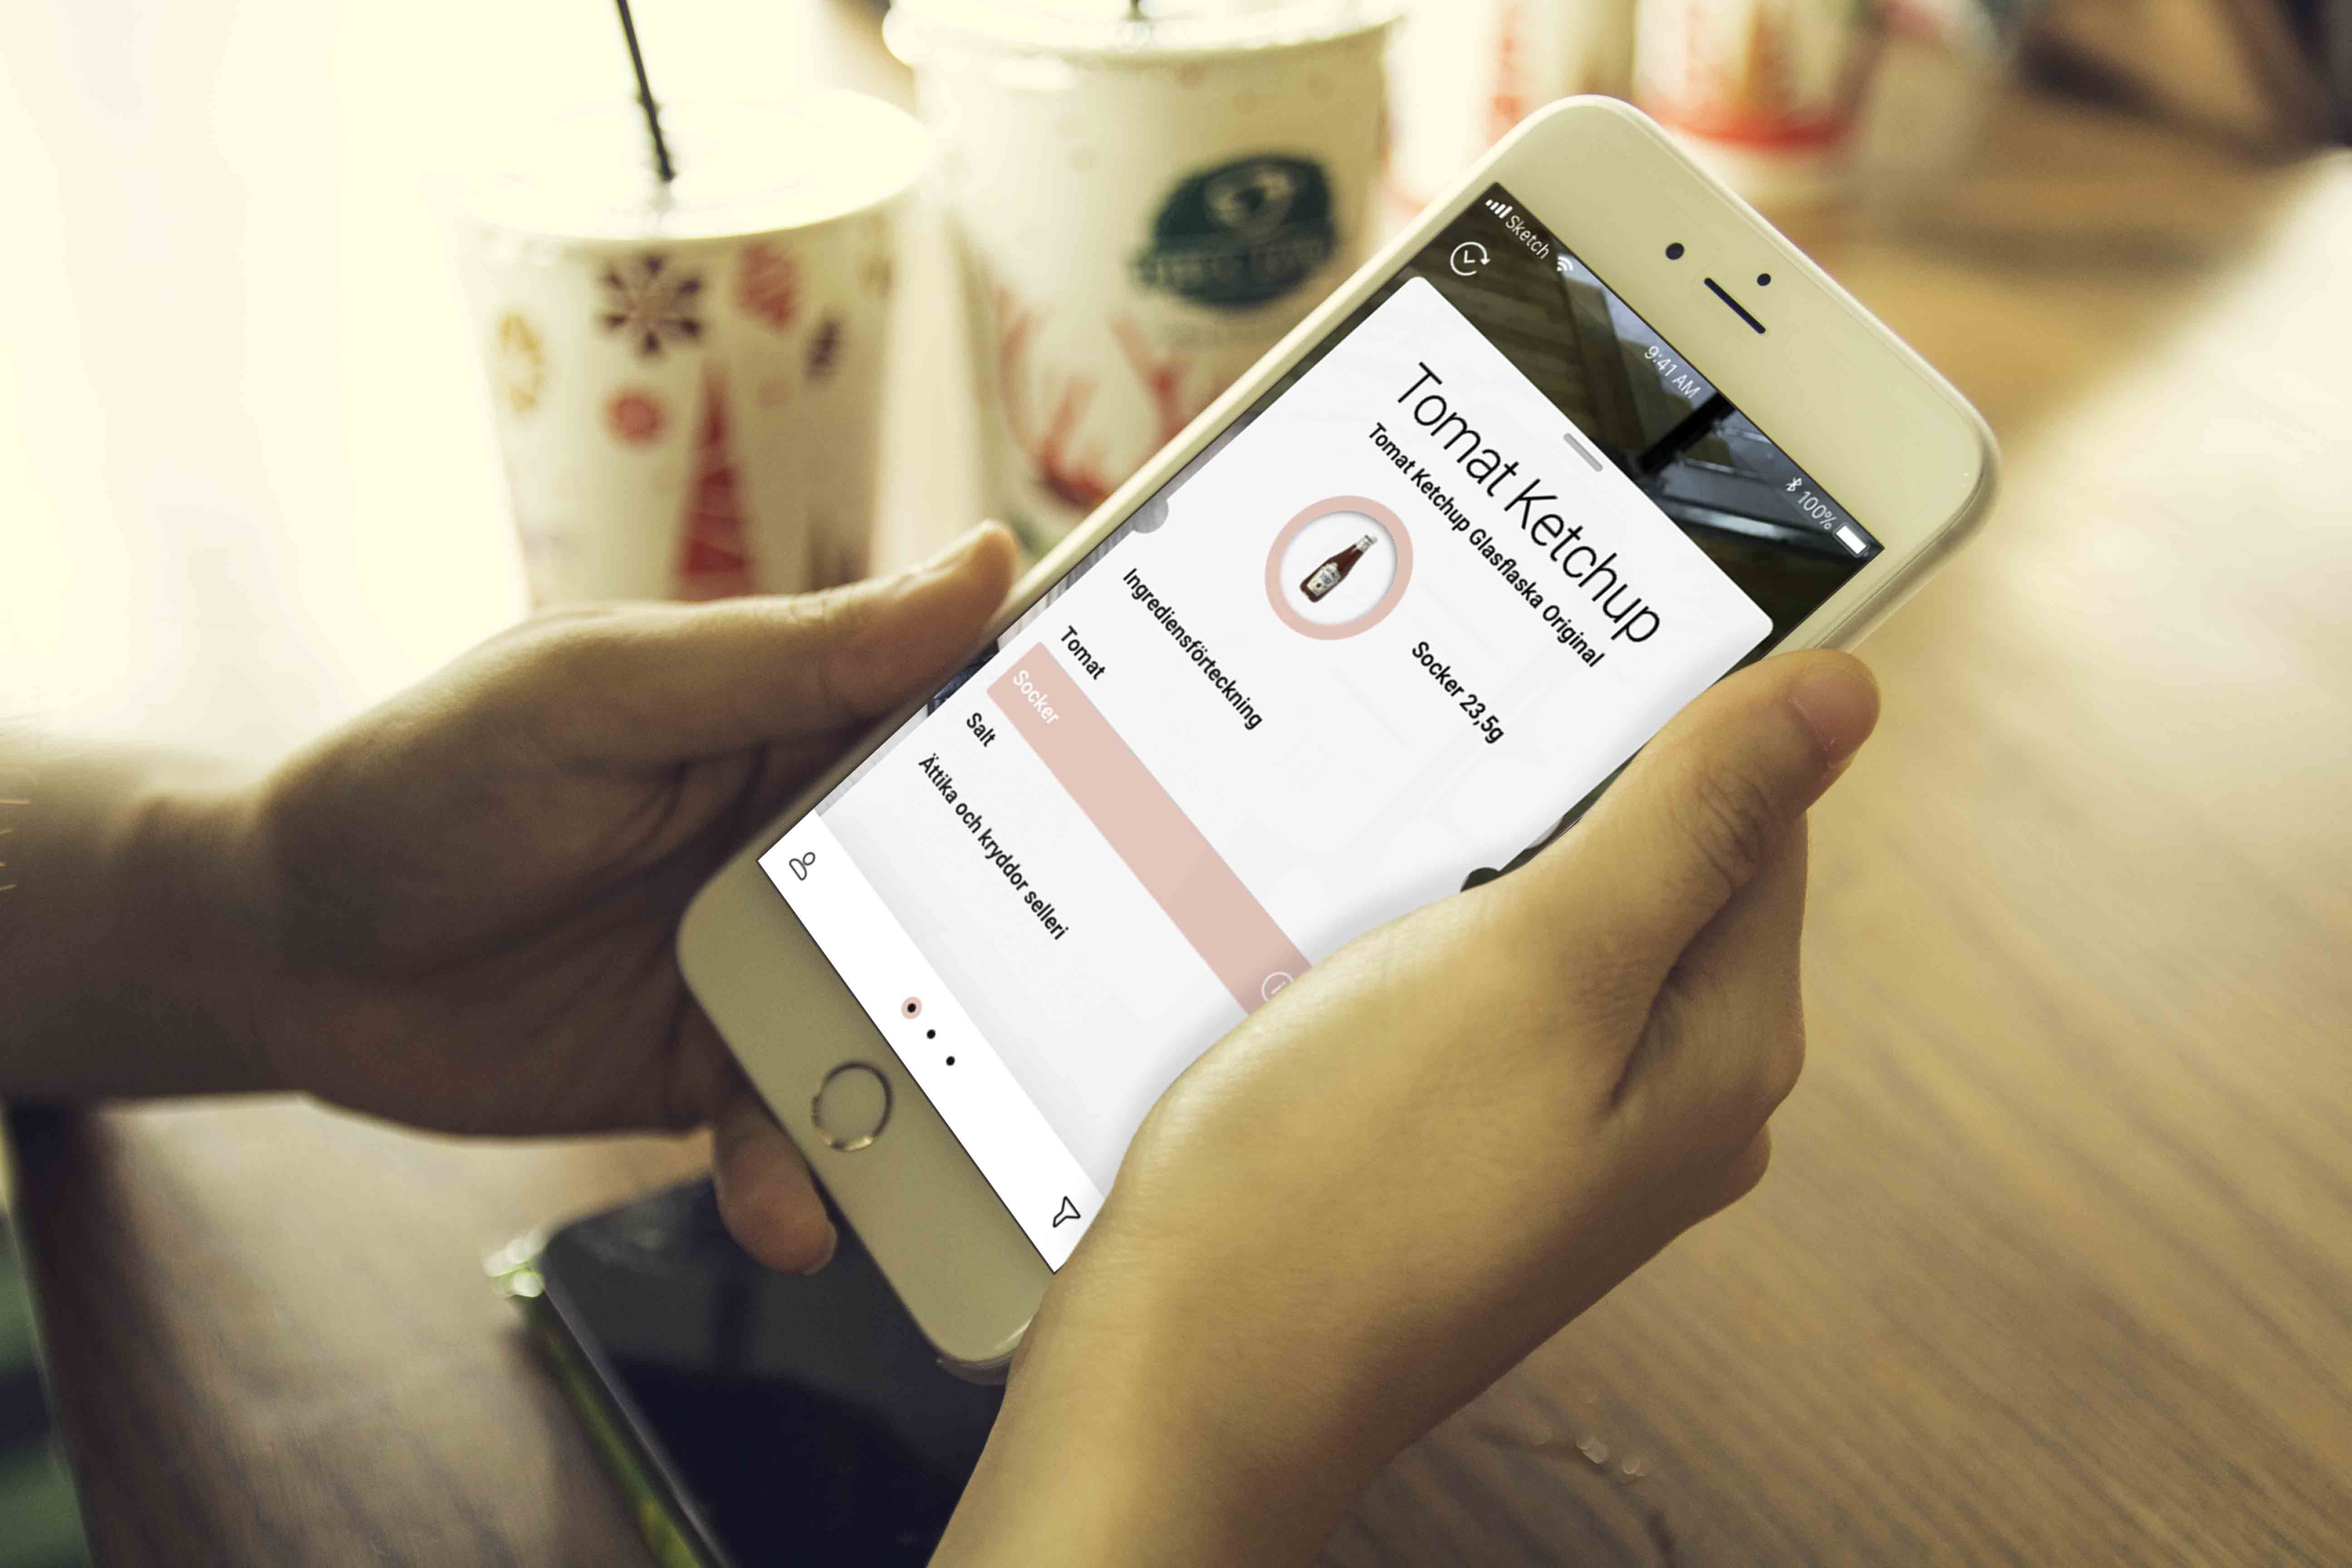 Sketch 9:41 AM 100%
Tomat Ketchup
Tomat Ketchup Glasflaska Original
Socker 23,5g
Ingrediensförteckning
Tomat
Socker
Salt
Ättika och kryddor selleri